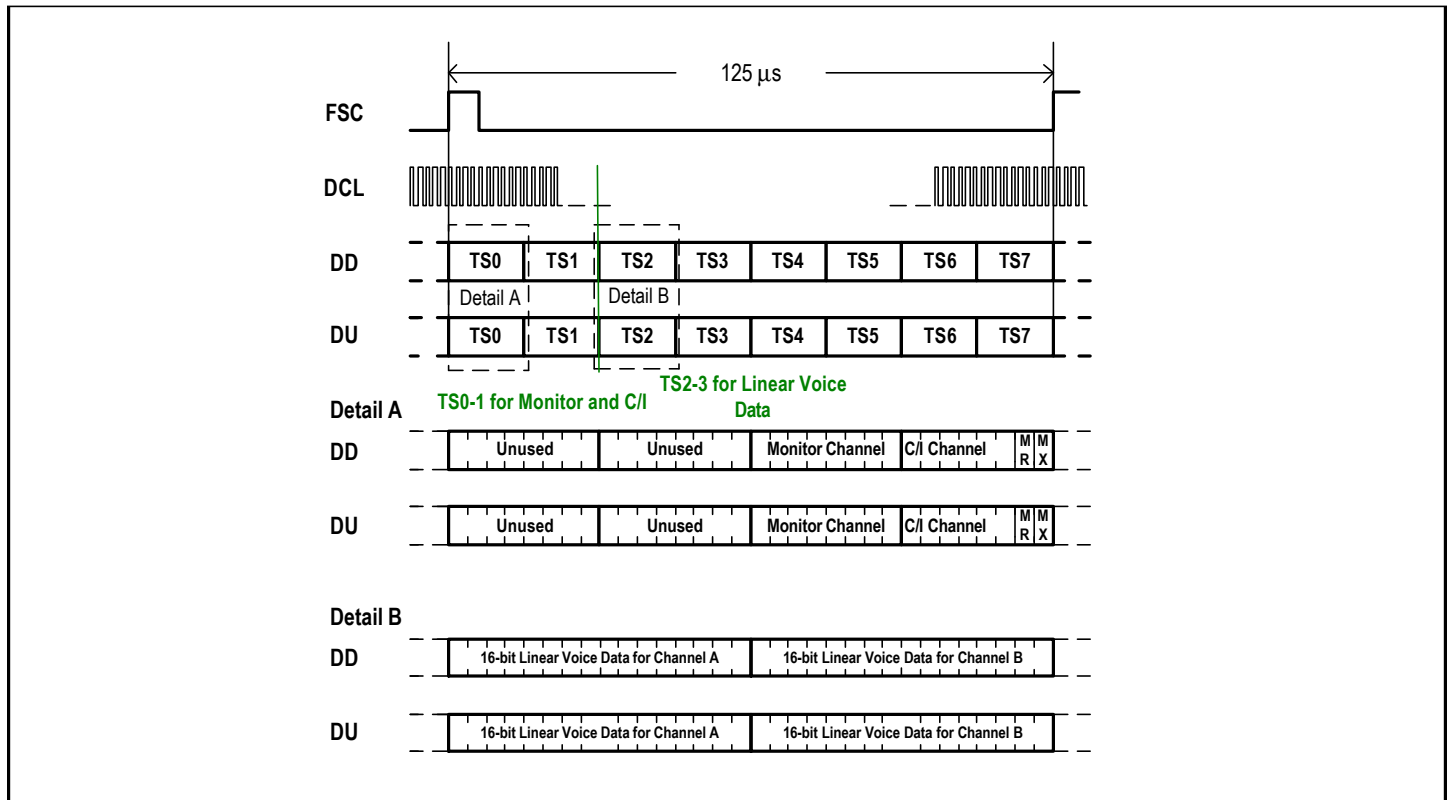 125 μs
FSC
DCL
DD TS0 TS1 TS2 TS3 TS4 TS5 TS6 TS7
Detail A Detail B
DU TS0 TS1 TS2 TS3 TS4 TS5 TS6 TS7
TS0-1 for Monitor and C/I
TS2-3 for Linear Voice
Data
Detail A
DD Unused Unused Monitor Channel C/I Channel M R M X
DU Unused Unused Monitor Channel C/I Channel M R M X
Detail B
DD 16-bit Linear Voice Data for Channel A 16-bit Linear Voice Data for Channel B
DU 16-bit Linear Voice Data for Channel A 16-bit Linear Voice Data for Channel B